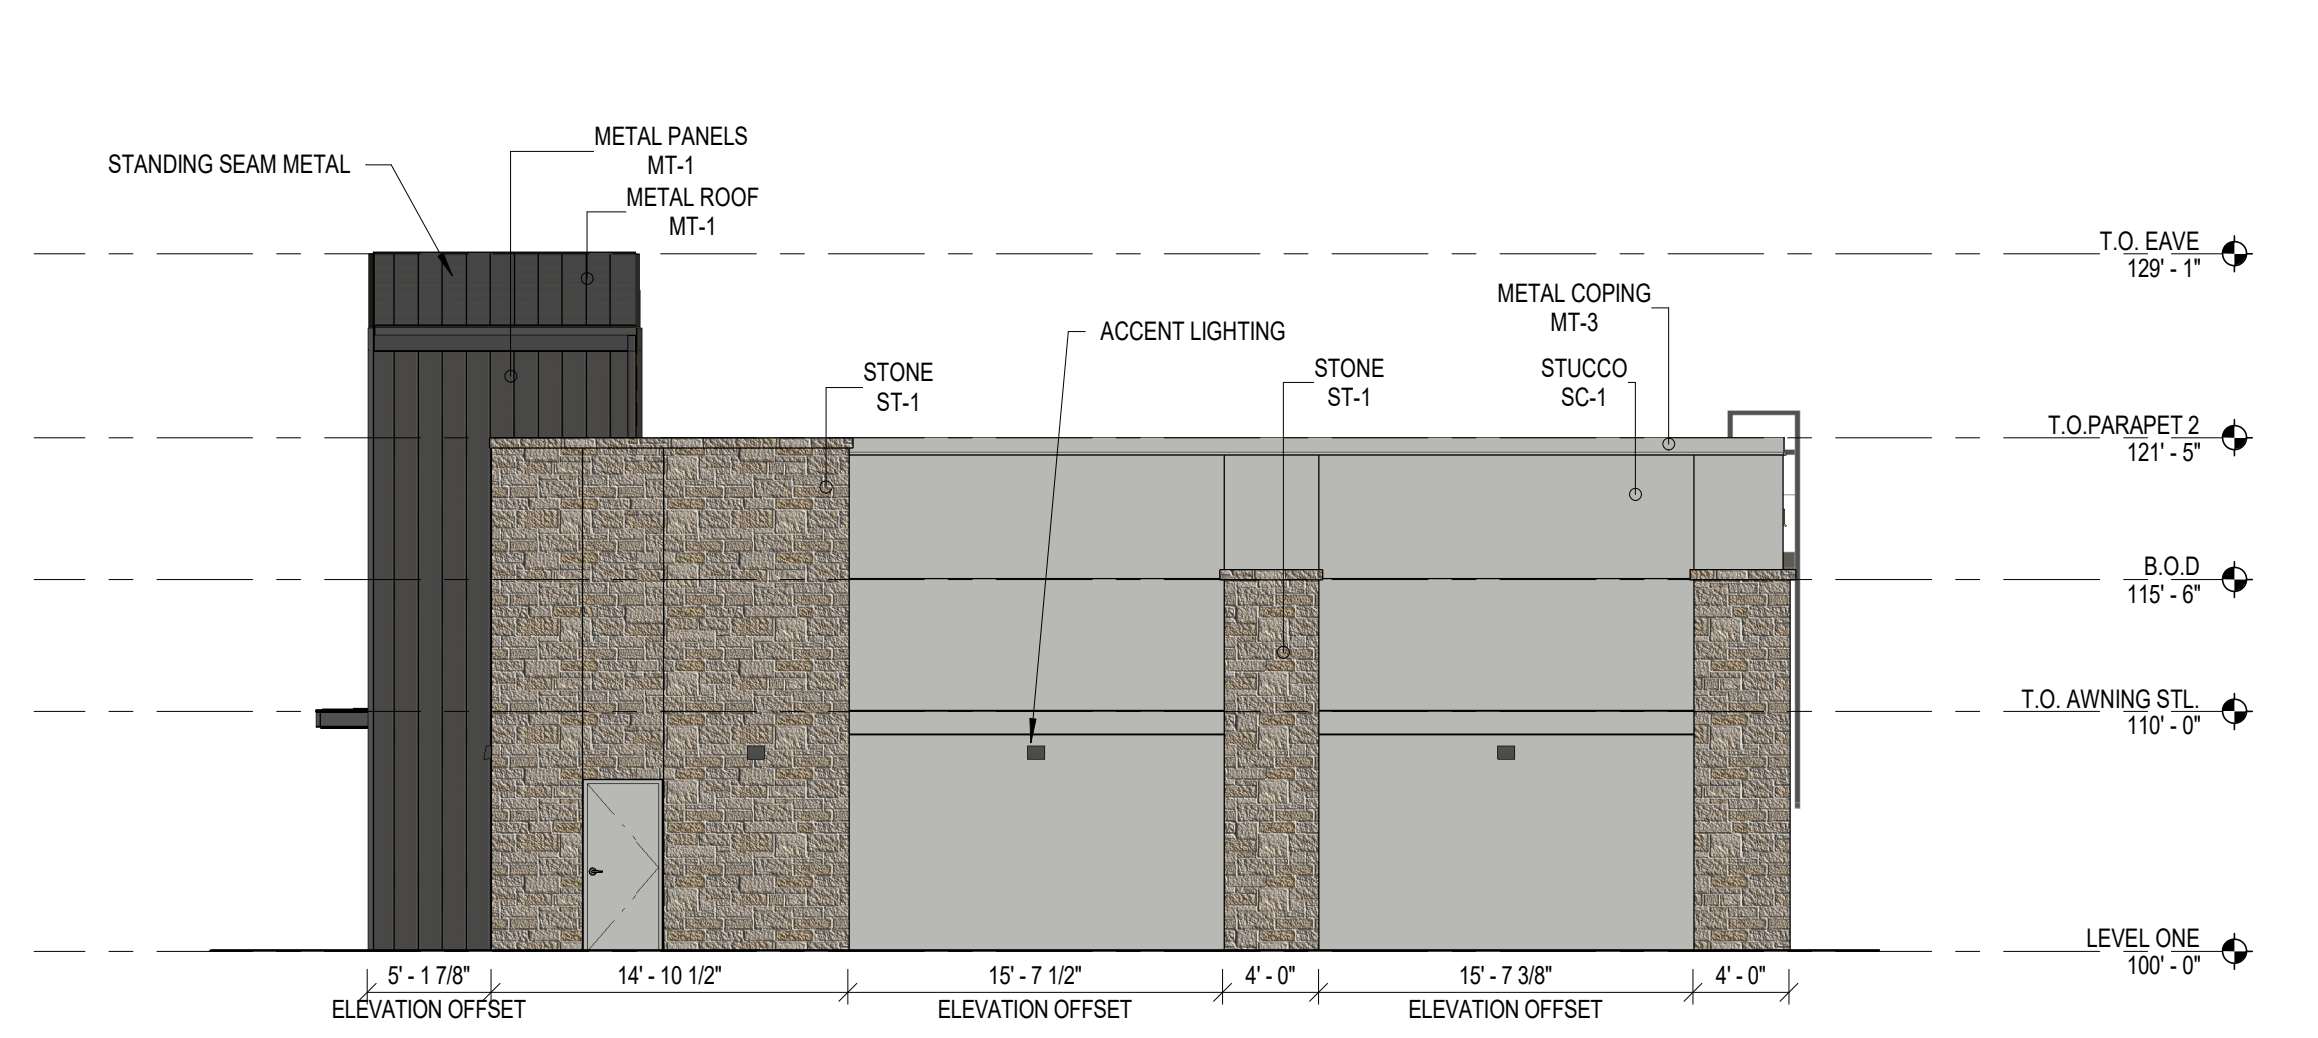 METAL PANELS
MT-1
STANDING SEAM METAL
METAL ROOF
MT-1
T.O. EAVE
129' - 1"
METAL COPING
MT-3
ACCENT LIGHTING
STONE
ST-1
STONE
ST-1
STUCCO
SC-1
T.O.PARAPET 2
121' - 5"
B.O.D
115' - 6"
T.O. AWNING STL.
110' - 0"
LEVEL ONE
100' - 0"
5' - 1 7/8"
14' - 10 1/2"
15' - 7 1/2"
4' - 0"
15' - 7 3/8"
4' - 0"
ELEVATION OFFSET
ELEVATION OFFSET
ELEVATION OFFSET